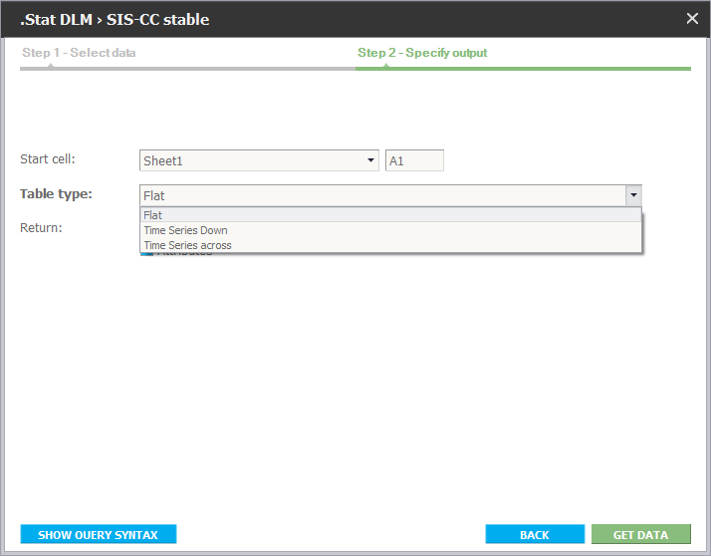 .Stat DLM › SIS-CC stable
Step 1 - Select data
Step 2 - Specify output
Start cell:
Sheet1
A1
Table type:
Flat
Flat
Time Series Down
Time Series across
Return:
Attributes
SHOW QUERY SYNTAX
BACK
GET DATA